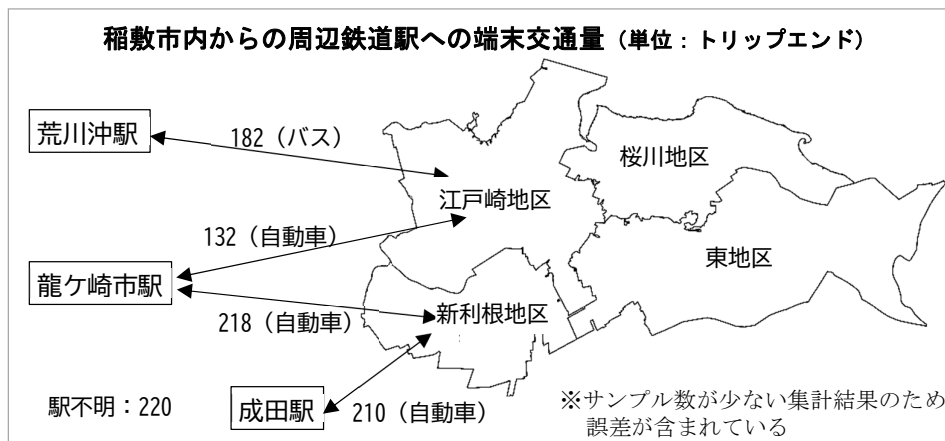 稲敷市内からの周辺鉄道駅への端末交通量（単位：トリップエンド）
荒川沖駅
182（バス）
桜川地区
江戸崎地区
132（自動車）
東地区
龍ケ崎市駅
新利根地区
218（自動車）
駅不明：220
成田駅
210（自動車）
※サンプル数が少ない集計結果のため
誤差が含まれている